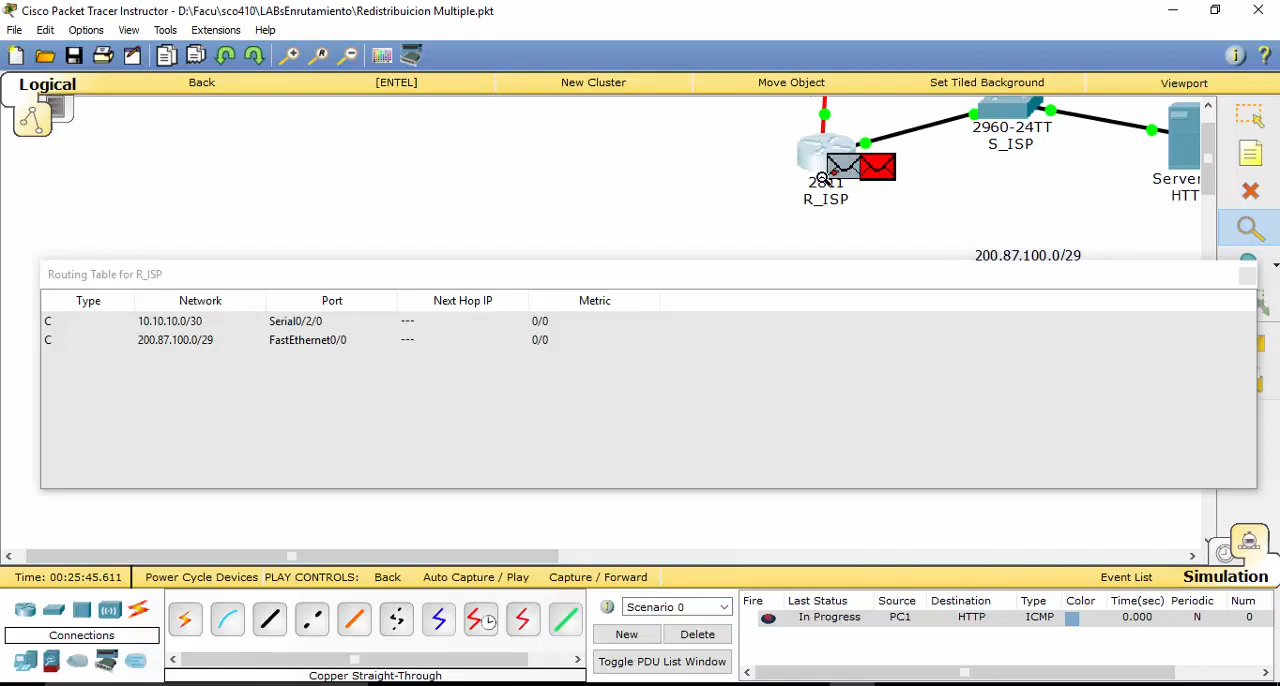 Cisco Packet Tracer Instructor - D:\Facu\sco410\LABsEnrutamiento\Redistribuicion Multiple.pkt
File Edit Options View Tools Extensions Help
Logical Back [ENTEL] New Cluster Move Object Set Tiled Background Viewport
2960-24TT
S_ISP
Server
HTT
2811
R_ISP
200.87.100.0/29
Routing Table for R_ISP
Type Network Port Next Hop IP Metric
C 10.10.10.0/30 Serial0/2/0 --- 0/0
C 200.87.100.0/29 FastEthernet0/0 --- 0/0
Time: 00:25:45.611 Power Cycle Devices PLAY CONTROLS: Back Auto Capture / Play Capture / Forward Event List Simulation
Connections
Copper Straight-Through
Scenario 0
New Delete
Toggle PDU List Window
Fire Last Status Source Destination Type Color Time(sec) Periodic Num
In Progress PC1 HTTP ICMP 0.000 N 0